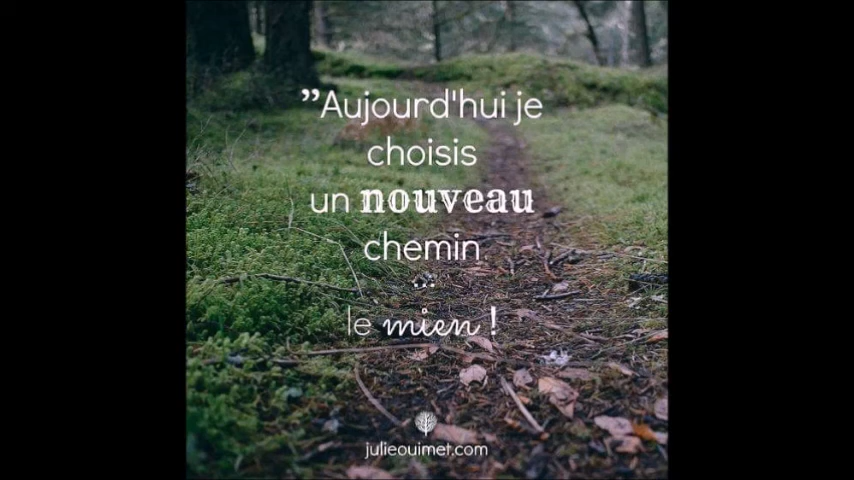 ”Aujourd'hui je
choisis
un nouveau
chemin
...
le mien !
julieouimet.com